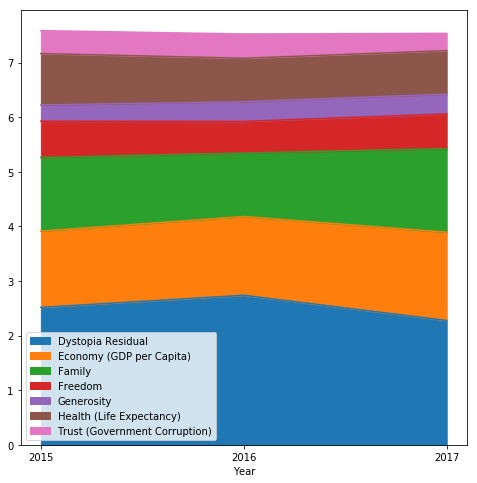 7
6
5
4
3
2
1
0
Dystopia Residual
Economy (GDP per Capita)
Family
Freedom
Generosity
Health (Life Expectancy)
Trust (Government Corruption)
2015 2016 2017
Year